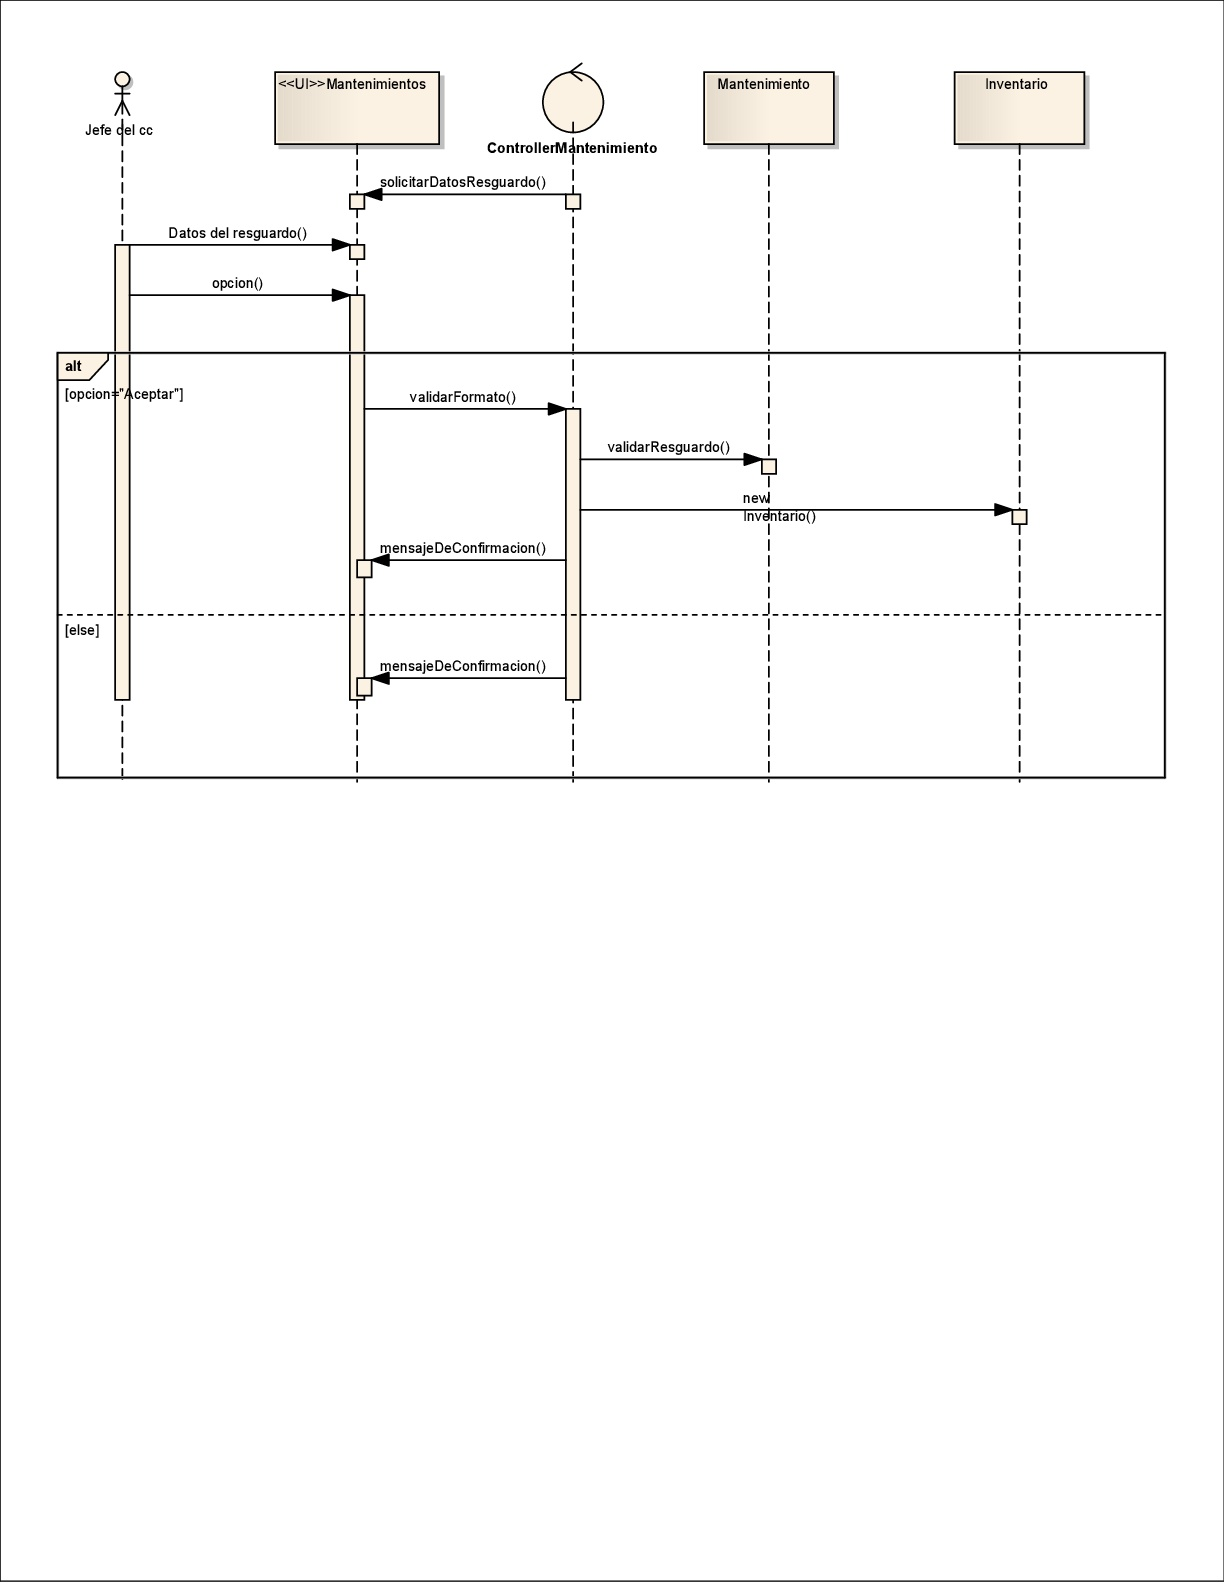 Jefe del cc
<<UI>>Mantenimientos
ControllerMantenimiento
Mantenimiento
Inventario
solicitarDatosResguardo()
Datos del resguardo()
opcion()
alt
[opcion="Aceptar"]
validarFormato()
validarResguardo()
new
Inventario()
mensajeDeConfirmacion()
[else]
mensajeDeConfirmacion()